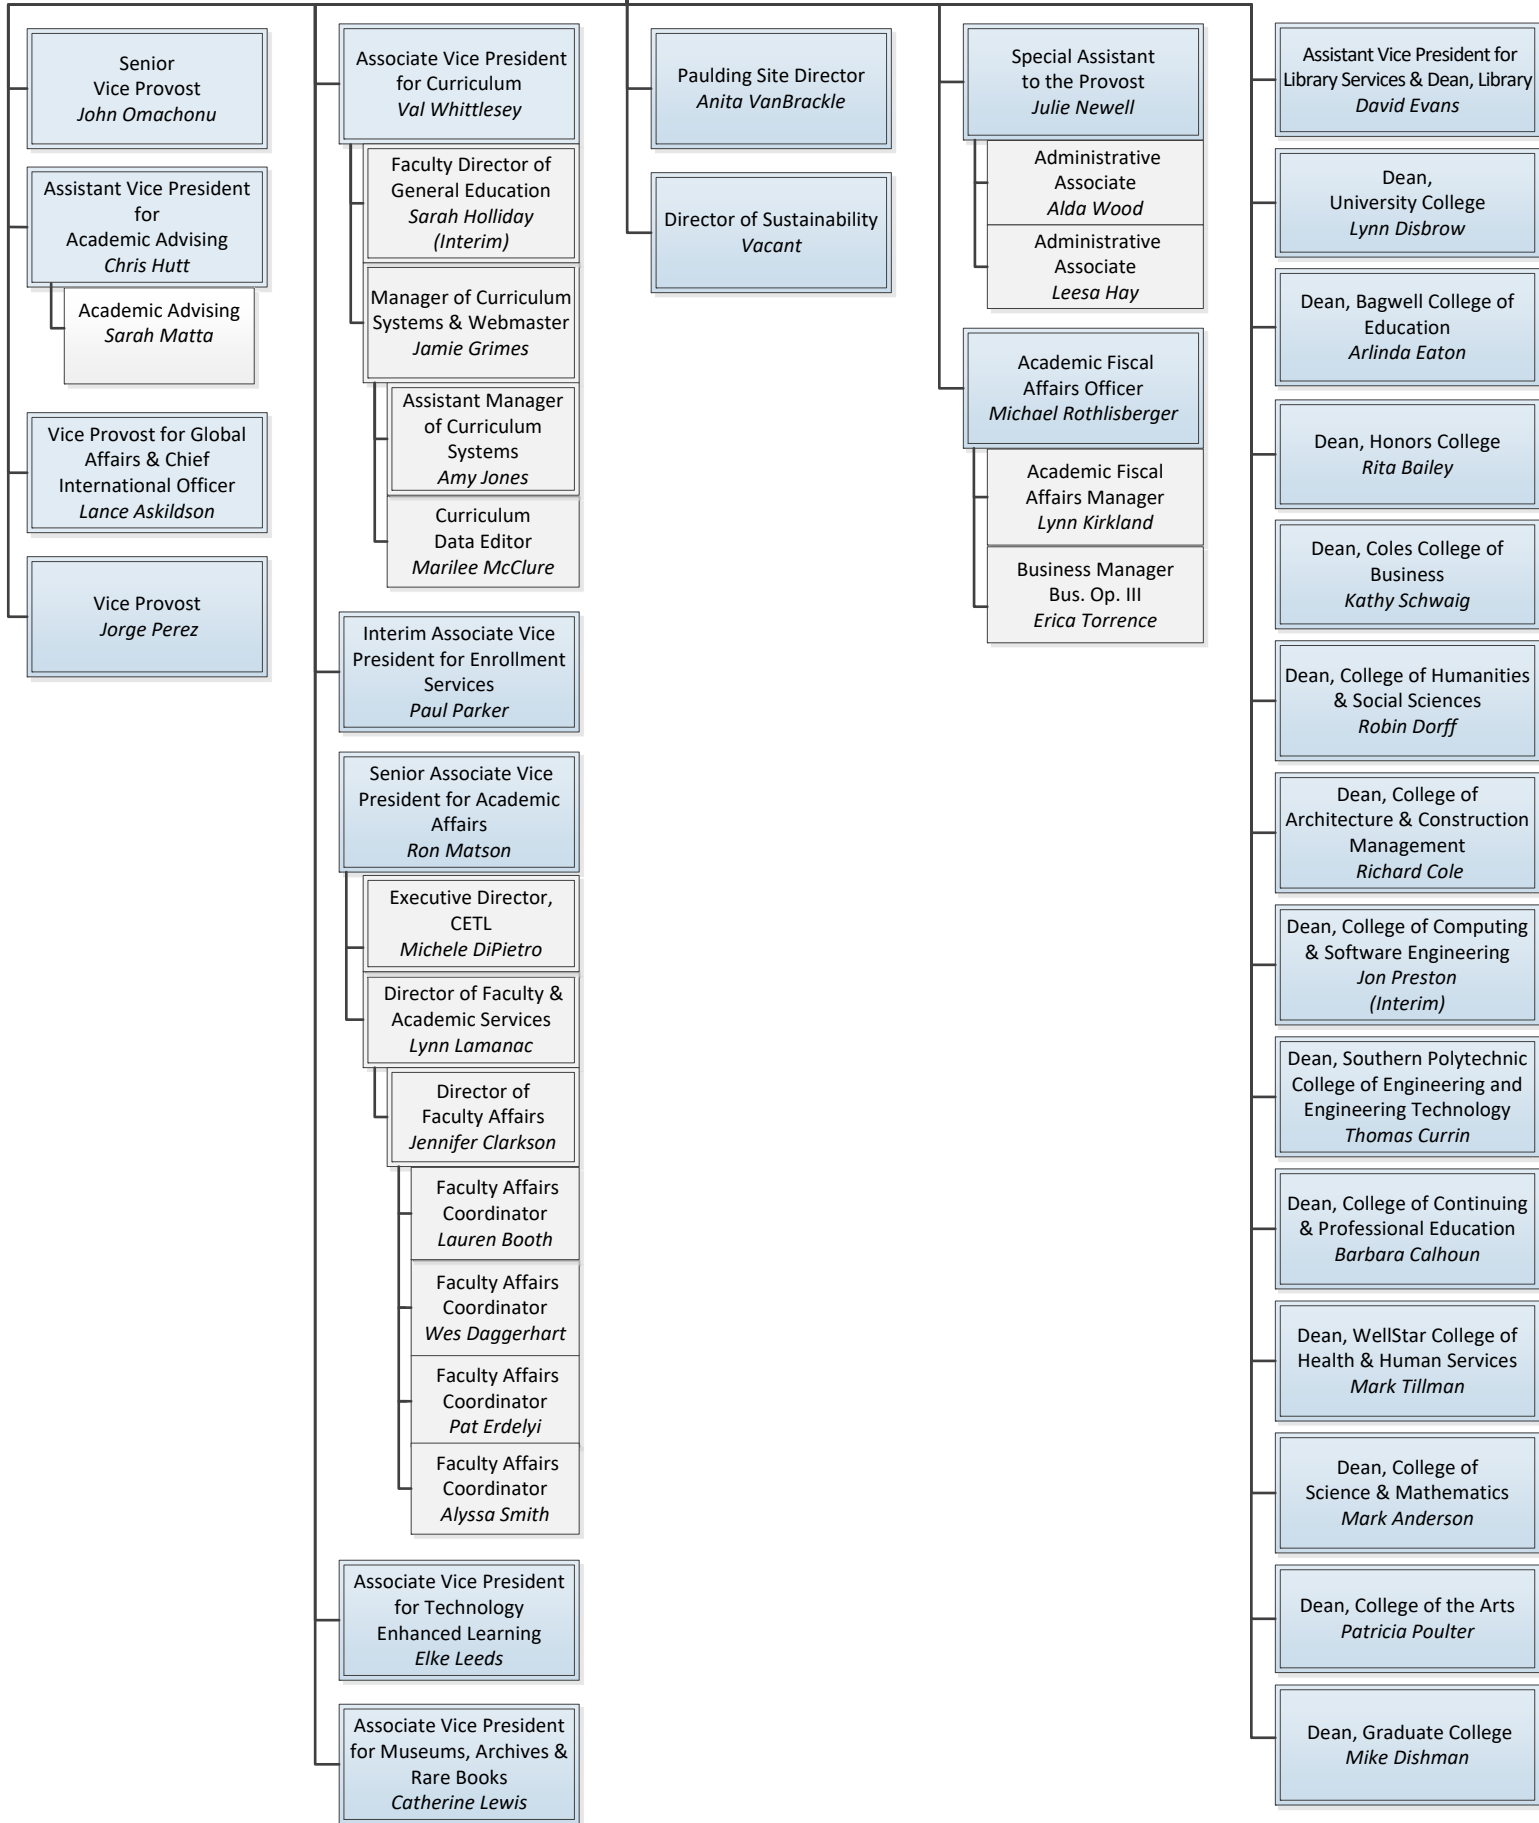 Senior
Vice Provost
John Omachonu
Assistant Vice President
for
Academic Advising
Chris Hutt
Academic Advising
Sarah Matta
Vice Provost for Global
Affairs & Chief
International Officer
Lance Askildson
Vice Provost
Jorge Perez
Associate Vice President
for Curriculum
Val Whittlesey
Faculty Director of
General Education
Sarah Holliday
(Interim)
Manager of Curriculum
Systems & Webmaster
Jamie Grimes
Assistant Manager
of Curriculum
Systems
Amy Jones
Curriculum
Data Editor
Marilee McClure
Interim Associate Vice
President for Enrollment
Services
Paul Parker
Senior Associate Vice
President for Academic
Affairs
Ron Matson
Executive Director,
CETL
Michele DiPietro
Director of Faculty &
Academic Services
Lynn Lamanac
Director of
Faculty Affairs
Jennifer Clarkson
Faculty Affairs
Coordinator
Lauren Booth
Faculty Affairs
Coordinator
Wes Daggerhart
Faculty Affairs
Coordinator
Pat Erdelyi
Faculty Affairs
Coordinator
Alyssa Smith
Associate Vice President
for Technology
Enhanced Learning
Elke Leeds
Associate Vice President
for Museums, Archives &
Rare Books
Catherine Lewis
Paulding Site Director
Anita VanBrackle
Director of Sustainability
Vacant
Special Assistant
to the Provost
Julie Newell
Administrative
Associate
Alda Wood
Administrative
Associate
Leesa Hay
Academic Fiscal
Affairs Officer
Michael Rothlisberger
Academic Fiscal
Affairs Manager
Lynn Kirkland
Business Manager
Bus. Op. III
Erica Torrence
Assistant Vice President for
Library Services & Dean, Library
David Evans
Dean,
University College
Lynn Disbrow
Dean, Bagwell College of
Education
Arlinda Eaton
Dean, Honors College
Rita Bailey
Dean, Coles College of
Business
Kathy Schwaig
Dean, College of Humanities
& Social Sciences
Robin Dorff
Dean, College of
Architecture & Construction
Management
Richard Cole
Dean, College of Computing
& Software Engineering
Jon Preston
(Interim)
Dean, Southern Polytechnic
College of Engineering and
Engineering Technology
Thomas Currin
Dean, College of Continuing
& Professional Education
Barbara Calhoun
Dean, WellStar College of
Health & Human Services
Mark Tillman
Dean, College of
Science & Mathematics
Mark Anderson
Dean, College of the Arts
Patricia Poulter
Dean, Graduate College
Mike Dishman